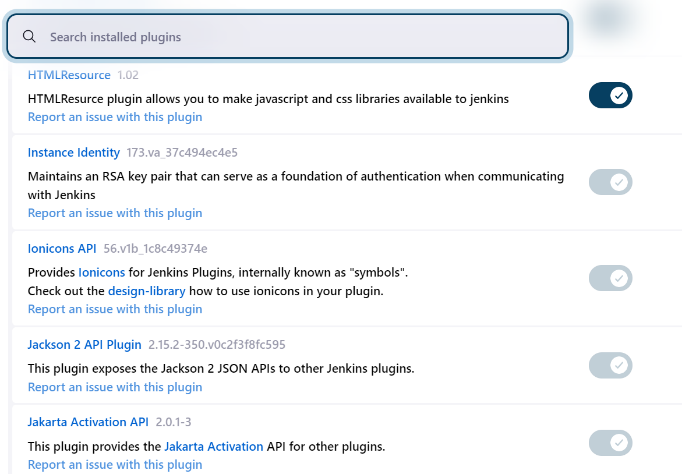 Search installed plugins
HTMLResource 1.02
HTMLResurce plugin allows you to make javascript and css libraries available to jenkins
Report an issue with this plugin
Instance Identity 173.va_37c494ec4e5
Maintains an RSA key pair that can serve as a foundation of authentication when communicating
with Jenkins
Report an issue with this plugin
Ionicons API 56.v1b_1c8c49374e
Provides Ionicons for Jenkins Plugins, internally known as "symbols".
Check out the design-library how to use ionicons in your plugin.
Report an issue with this plugin
Jackson 2 API Plugin 2.15.2-350.v0c2f3f8fc595
This plugin exposes the Jackson 2 JSON APIs to other Jenkins plugins.
Report an issue with this plugin
Jakarta Activation API 2.0.1-3
This plugin provides the Jakarta Activation API for other plugins.
Report an issue with this plugin